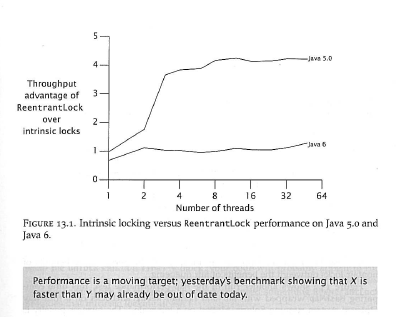 5
4
3
2
1
0
Throughput
advantage of
ReentrantLock
over
intrinsic locks
Java 5.0
Java 6
1 2 4 8 16 32 64
Number of threads
FIGURE 13.1. Intrinsic locking versus ReentrantLock performance on Java 5.0 and
Java 6.
Performance is a moving target; yesterday's benchmark showing that X is
faster than Y may already be out of date today.